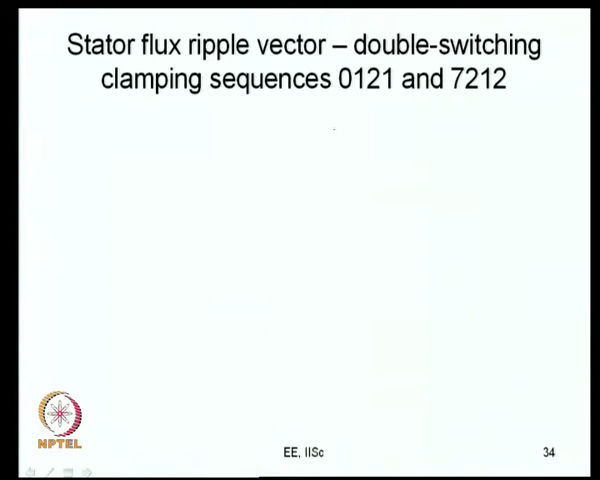 Stator flux ripple vector – double-switching
clamping sequences 0121 and 7212
NPTEL
EE, IISc
34